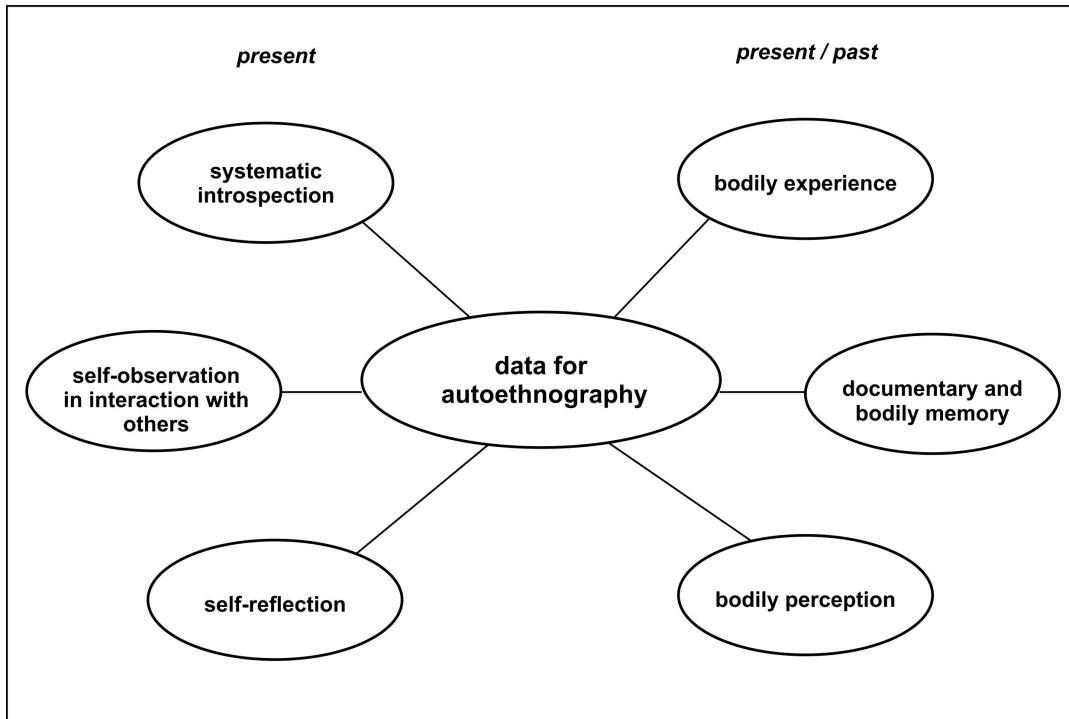 present
present / past
systematic
introspection
bodily experience
data for
autoethnography
self-observation
in interaction with
others
documentary and
bodily memory
self-reflection
bodily perception